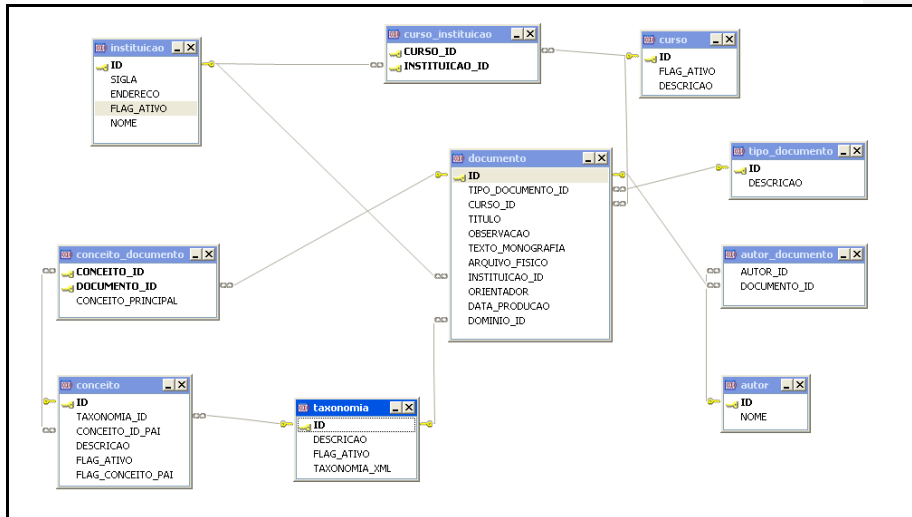 instituicao
ID
SIGLA
ENDERECO
FLAG_ATIVO
NOME
curso_instituicao
CURSO_ID
INSTITUICAO_ID
curso
ID
FLAG_ATIVO
DESCRICAO
documento
ID
TIPO_DOCUMENTO_ID
CURSO_ID
TITULO
OBSERVACAO
TEXTO_MONOGRAFIA
ARQUIVO_FISICO
INSTITUICAO_ID
ORIENTADOR
DATA_PRODUCAO
DOMINIO_ID
tipo_documento
ID
DESCRICAO
conceito_documento
CONCEITO_ID
DOCUMENTO_ID
CONCEITO_PRINCIPAL
autor_documento
AUTOR_ID
DOCUMENTO_ID
conceito
ID
TAXONOMIA_ID
CONCEITO_ID_PAI
DESCRICAO
FLAG_ATIVO
FLAG_CONCEITO_PAI
taxonomia
ID
DESCRICAO
FLAG_ATIVO
TAXONOMIA_XML
autor
ID
NOME